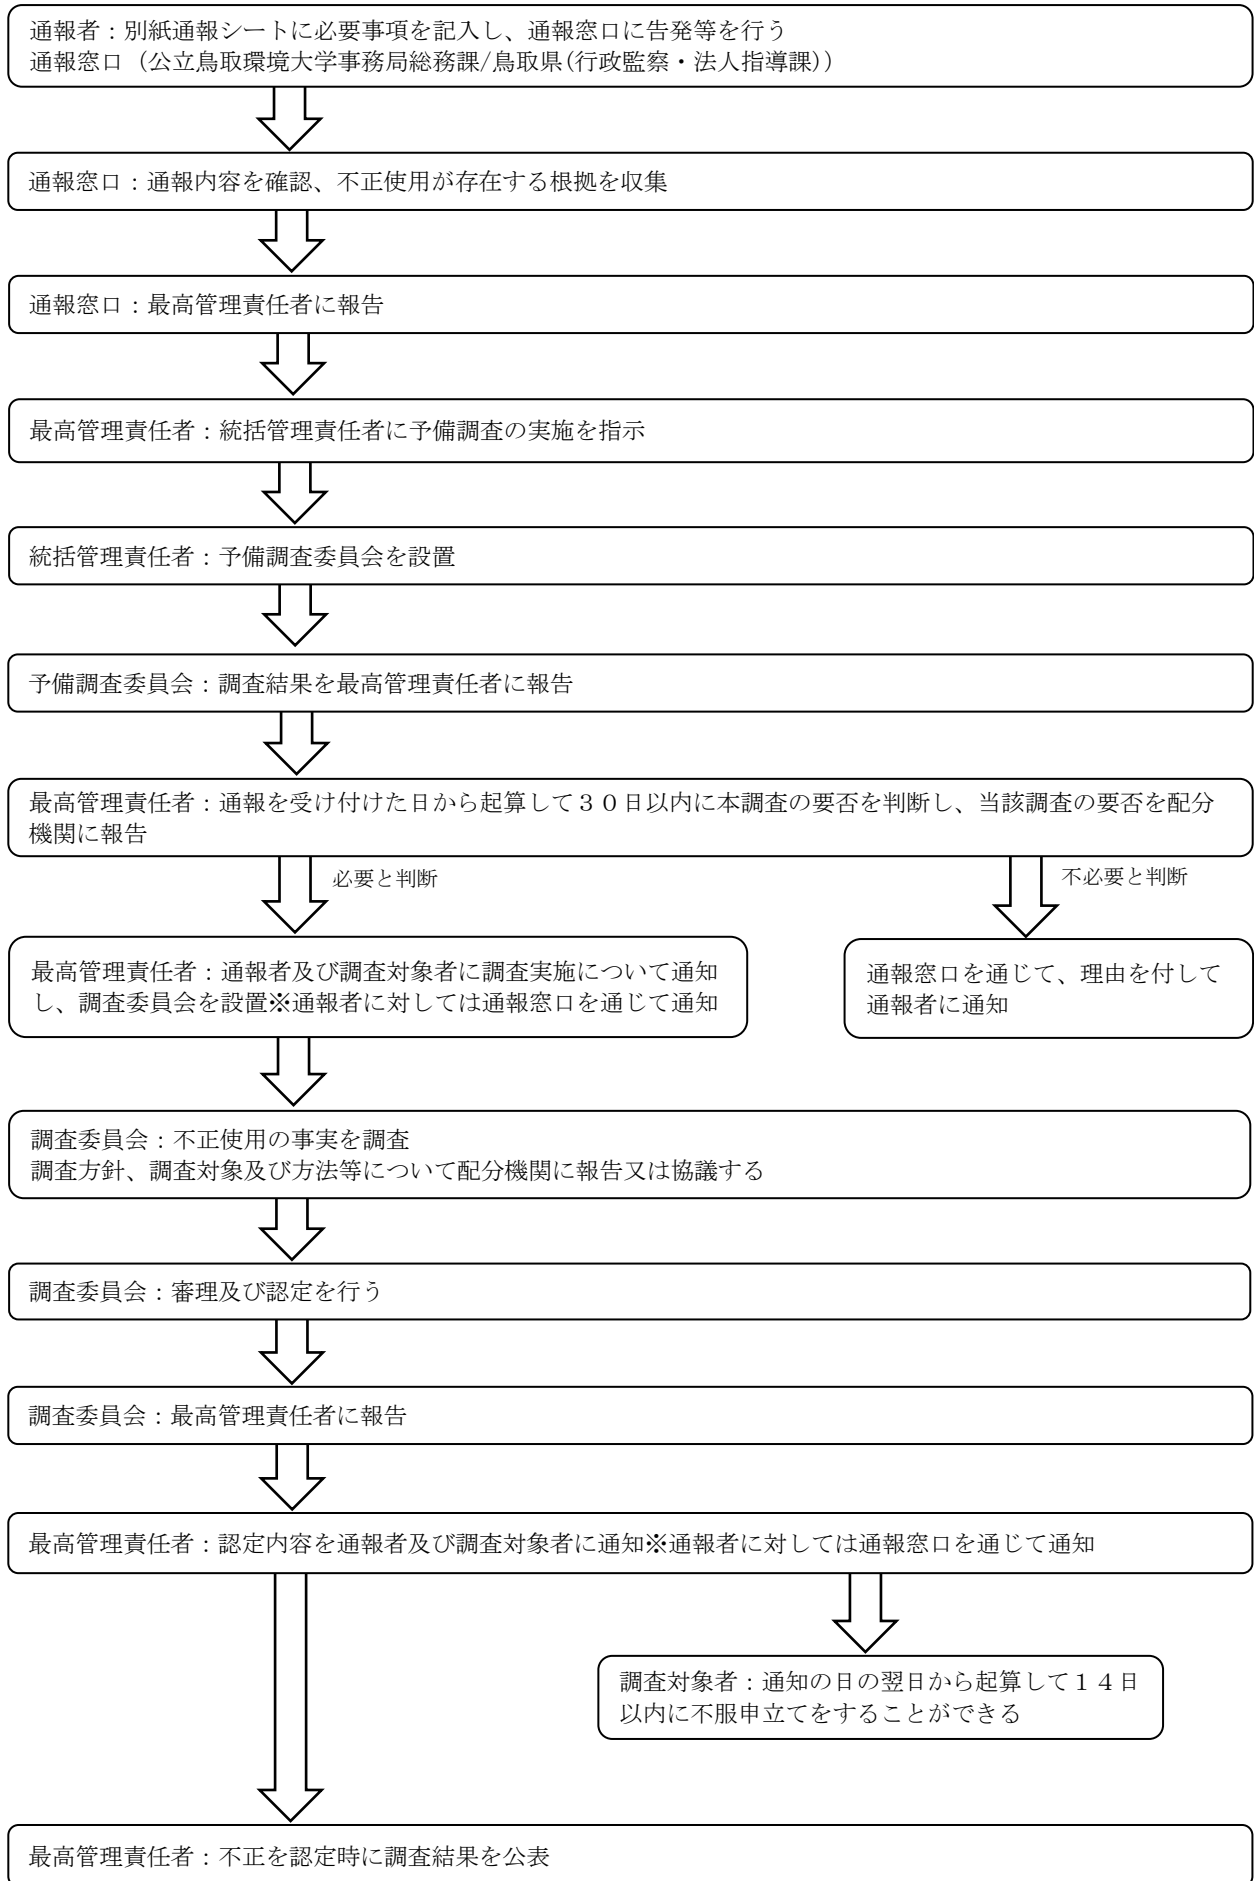 通報者：別紙通報シートに必要事項を記入し、通報窓口に告発等を行う
通報窓口（公立鳥取環境大学事務局総務課/鳥取県(行政監察・法人指導課)）
通報窓口：通報内容を確認、不正使用が存在する根拠を収集
通報窓口：最高管理責任者に報告
最高管理責任者：統括管理責任者に予備調査の実施を指示
統括管理責任者：予備調査委員会を設置
予備調査委員会：調査結果を最高管理責任者に報告
最高管理責任者：通報を受け付けた日から起算して３０日以内に本調査の要否を判断し、当該調査の要否を配分
機関に報告
必要と判断
不必要と判断
最高管理責任者：通報者及び調査対象者に調査実施について通知
し、調査委員会を設置※通報者に対しては通報窓口を通じて通知
通報窓口を通じて、理由を付して
通報者に通知
調査委員会：不正使用の事実を調査
調査方針、調査対象及び方法等について配分機関に報告又は協議する
調査委員会：審理及び認定を行う
調査委員会：最高管理責任者に報告
最高管理責任者：認定内容を通報者及び調査対象者に通知※通報者に対しては通報窓口を通じて通知
調査対象者：通知の日の翌日から起算して１４日
以内に不服申立てをすることができる
最高管理責任者：不正を認定時に調査結果を公表